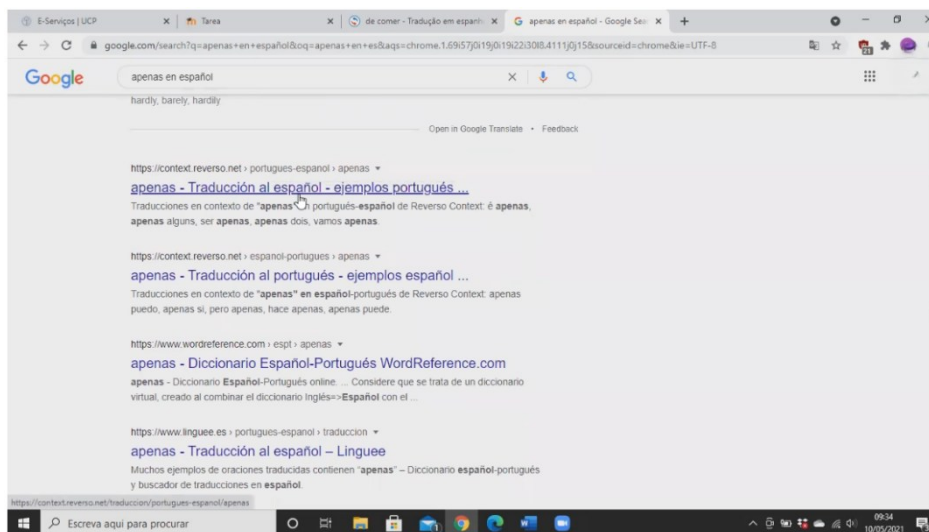 E-Serviços | UCP
Tarea
de comer - Tradução em espanh
apenas en español - Google Sea
google.com/search?q=apenas+en+español&oq=apenas+en+es&aqs=chrome.1.69i57j0i19j0i19i22i30l8.4111j0j15&sourceid=chrome&ie=UTF-8
23
Google
apenas en español
hardly, barely, hardily
Open in Google Translate • Feedback
https://context.reverso.net › portugues-espanol › apenas
apenas - Traducción al español - ejemplos portugués ...
Traducciones en contexto de "apenas" n portugués-español de Reverso Context: é apenas,
apenas alguns, ser apenas, apenas dois, vamos apenas.
https://context.reverso.net › espanol-portugues › apenas
apenas - Traducción al portugués - ejemplos español ...
Traducciones en contexto de "apenas" en español-portugués de Reverso Context: apenas
puedo, apenas si, pero apenas, hace apenas, apenas puede.
https://www.wordreference.com › espt › apenas
apenas - Diccionario Español-Portugués WordReference.com
apenas - Diccionario Español-Portugués online. ... Considere que se trata de un diccionario
virtual, creado al combinar el diccionario Inglés=>Español con el ...
https://www.linguee.es › portugues-espanol › traduccion
apenas - Traducción al español – Linguee
Muchos ejemplos de oraciones traducidas contienen "apenas" – Diccionario español-portugués
y buscador de traducciones en español.
https://context.reverso.net/traduccion/portugues-espanol/apenas
Escreva aqui para procurar
09:34
10/05/2021